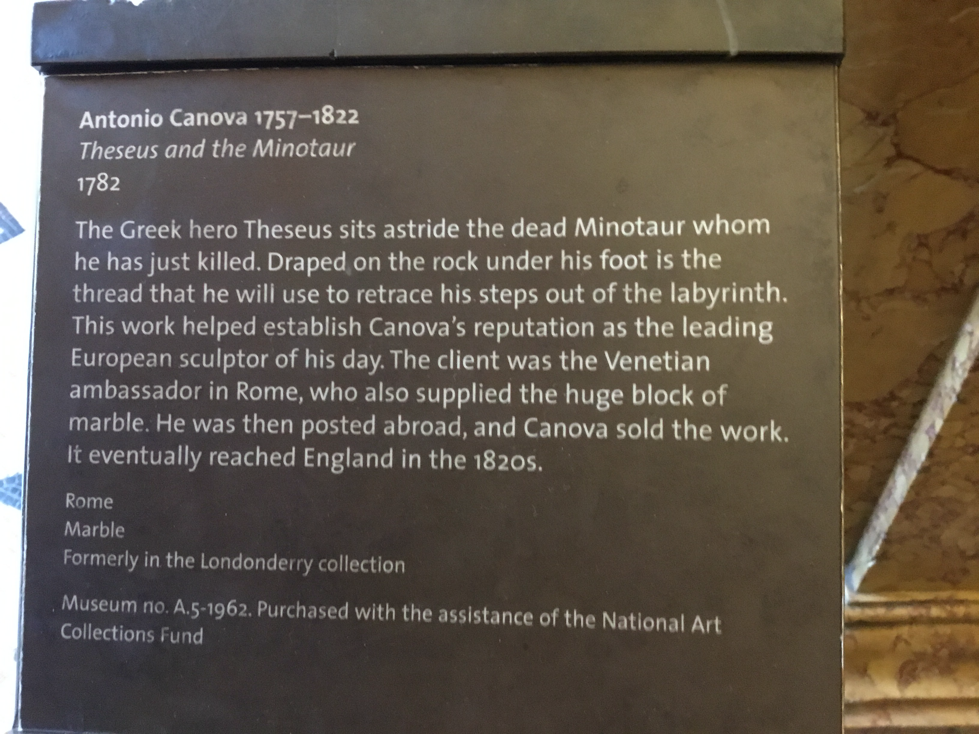 Antonio Canova 1757–1822
Theseus and the Minotaur
1782
The Greek hero Theseus sits astride the dead Minotaur whom
he has just killed. Draped on the rock under his foot is the
thread that he will use to retrace his steps out of the labyrinth.
This work helped establish Canova's reputation as the leading
European sculptor of his day. The client was the Venetian
ambassador in Rome, who also supplied the huge block of
marble. He was then posted abroad, and Canova sold the work.
It eventually reached England in the 1820s.
Rome
Marble
Formerly in the Londonderry collection
Museum no. A.5-1962. Purchased with the assistance of the National Art
Collections Fund